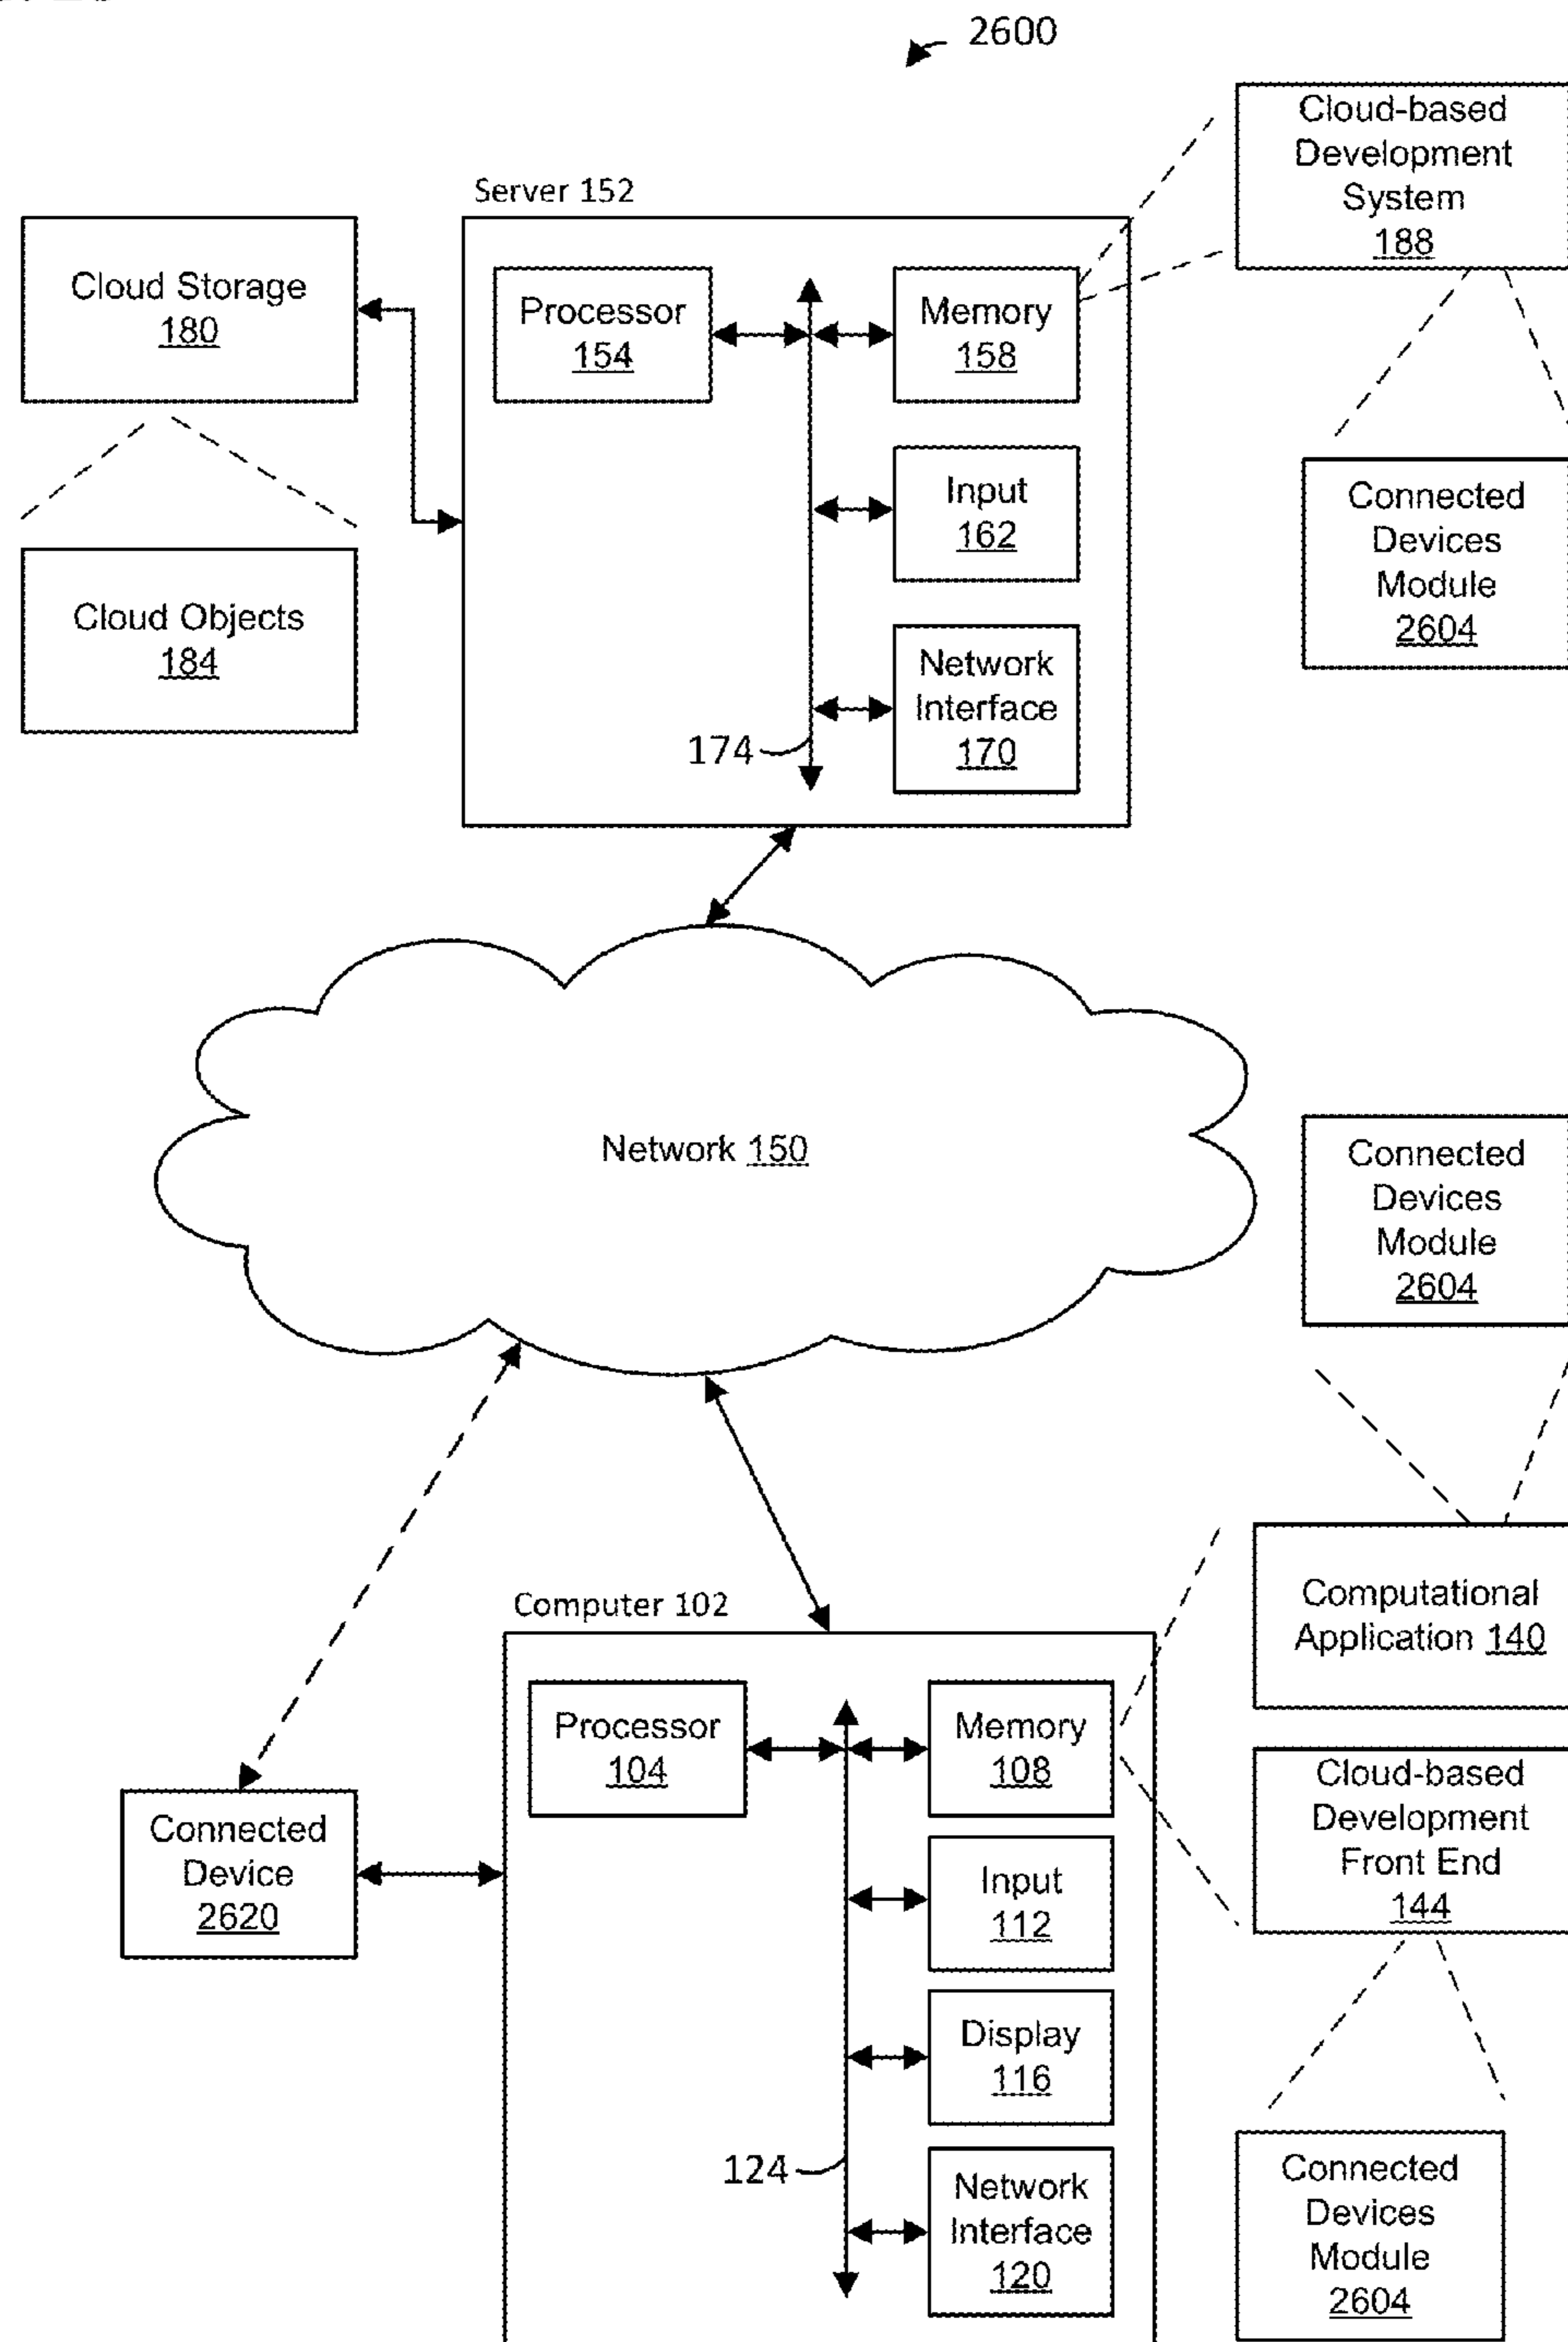 2600
Cloud-based
Development
System
188
Server 152
Cloud Storage
180
Processor
154
Memory
158
Input
162
Connected
Devices
Module
2604
Cloud Objects
184
Network
Interface
170
174
Network 150
Connected
Devices
Module
2604
Computational
Application 140
Computer 102
Processor
104
Memory
108
Cloud-based
Development
Front End
144
Connected
Device
2620
Input
112
Display
116
124
Network
Interface
120
Connected
Devices
Module
2604